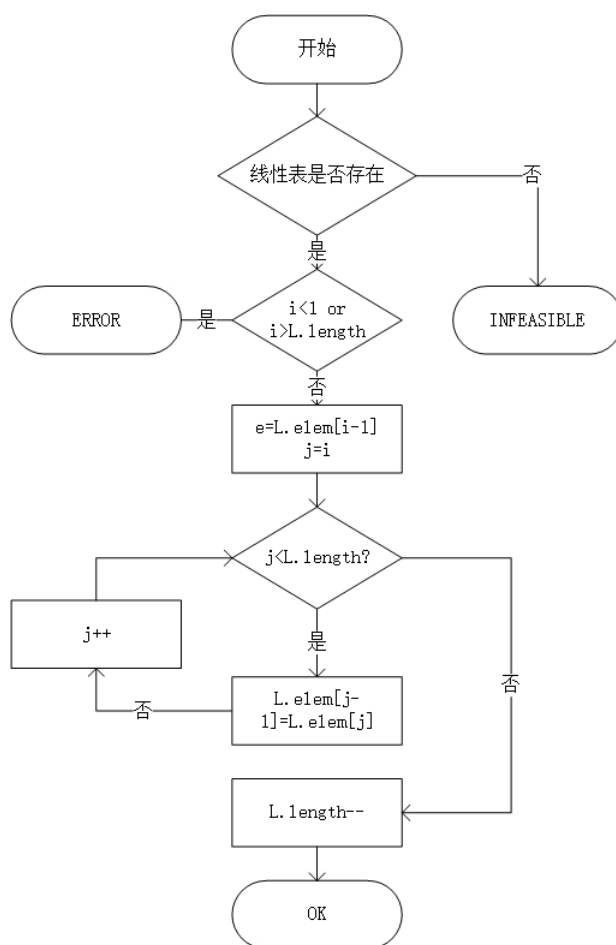 开始
线性表是否存在
否
是
ERROR
是
i<1 or
i>L.length
INFEASIBLE
否
e=L.elem[i-1]
j=i
j<L.length?
j++
是
否
L.elem[j-
1]=L.elem[j]
否
L.length--
OK